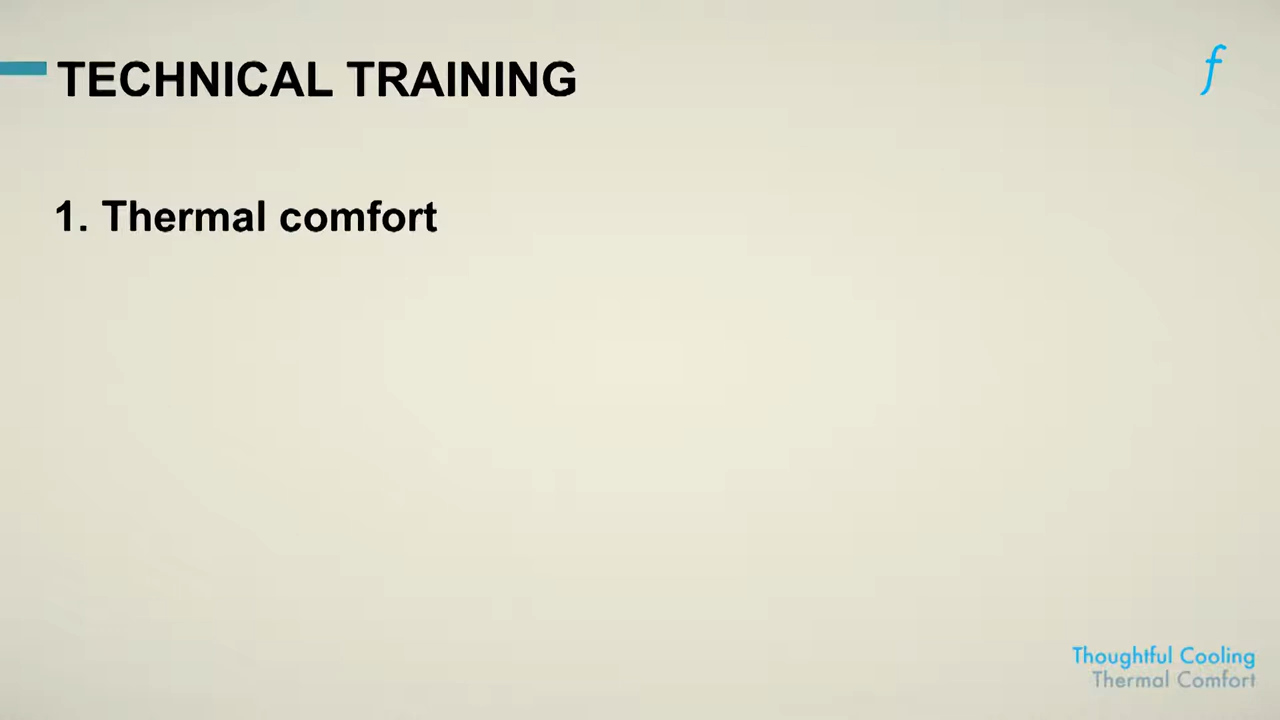 TECHNICAL TRAINING
f
1. Thermal comfort
Thoughtful Cooling
Thermal Comfort